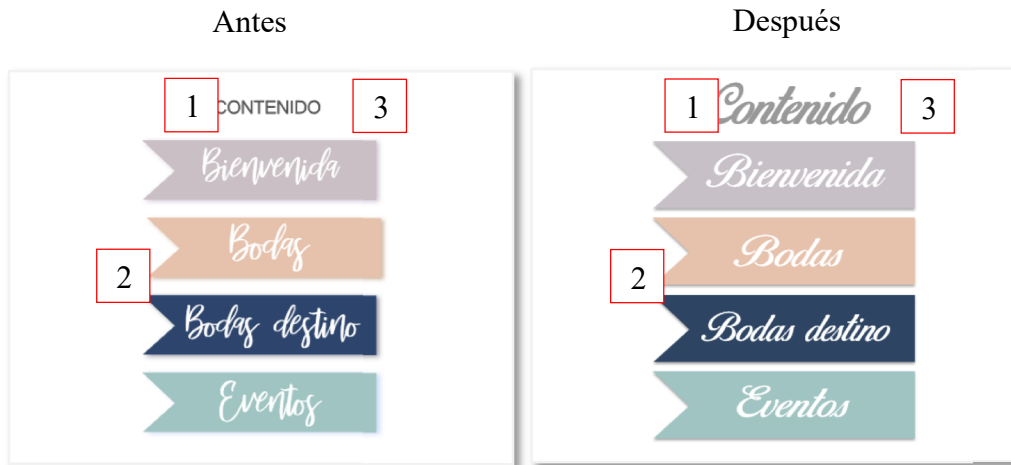 Antes
Después
1 CONTENIDO 3
Bienvenida
Bodas
2
Bodas destino
Eventos
1 Contenido 3
Bienvenida
Bodas
2
Bodas destino
Eventos